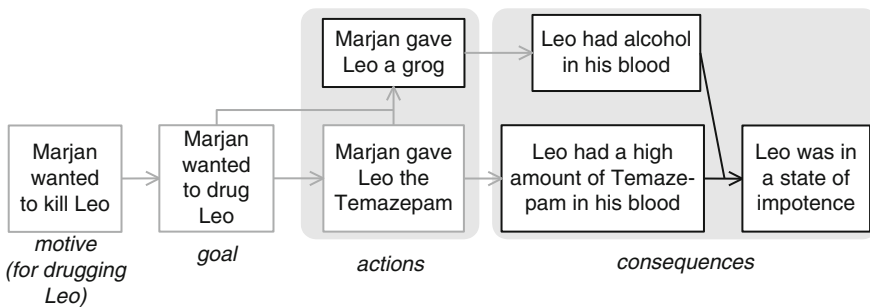 Marjan gave
Leo a grog
Leo had alcohol
in his blood
Marjan
wanted
to kill Leo
Marjan
wanted
to drug
Leo
Marjan gave
Leo the
Temazepam
Leo had a high
amount of Temaze-
pam in his blood
Leo was in
a state of
impotence
motive
(for drugging
Leo)
goal
actions
consequences